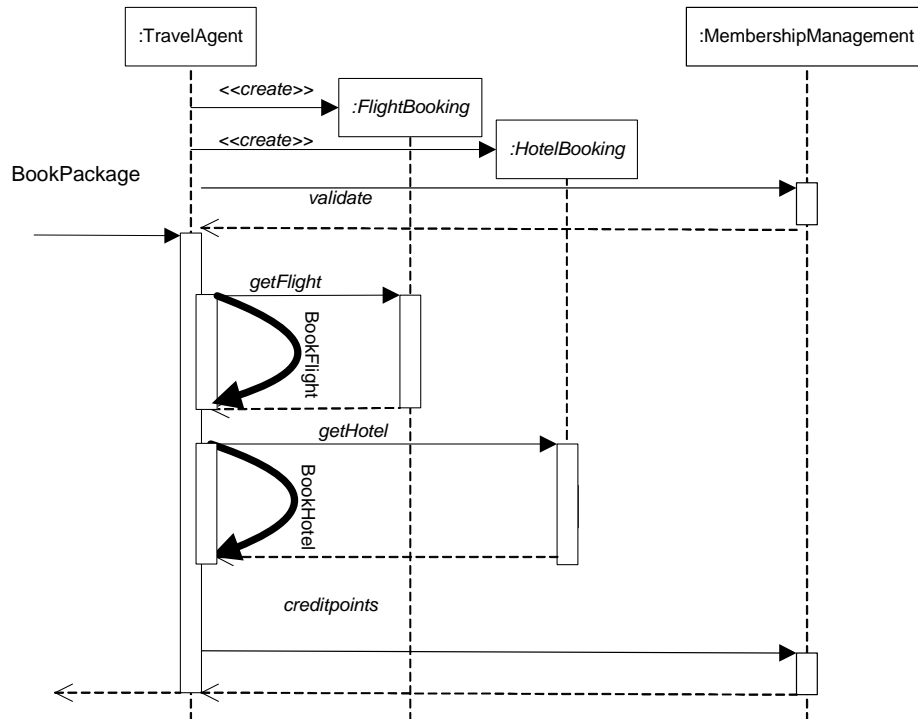 :TravelAgent
:MembershipManagement
<<create>>
:FlightBooking
<<create>>
:HotelBooking
BookPackage
validate
getFlight
BookFlight
getHotel
BookHotel
creditpoints